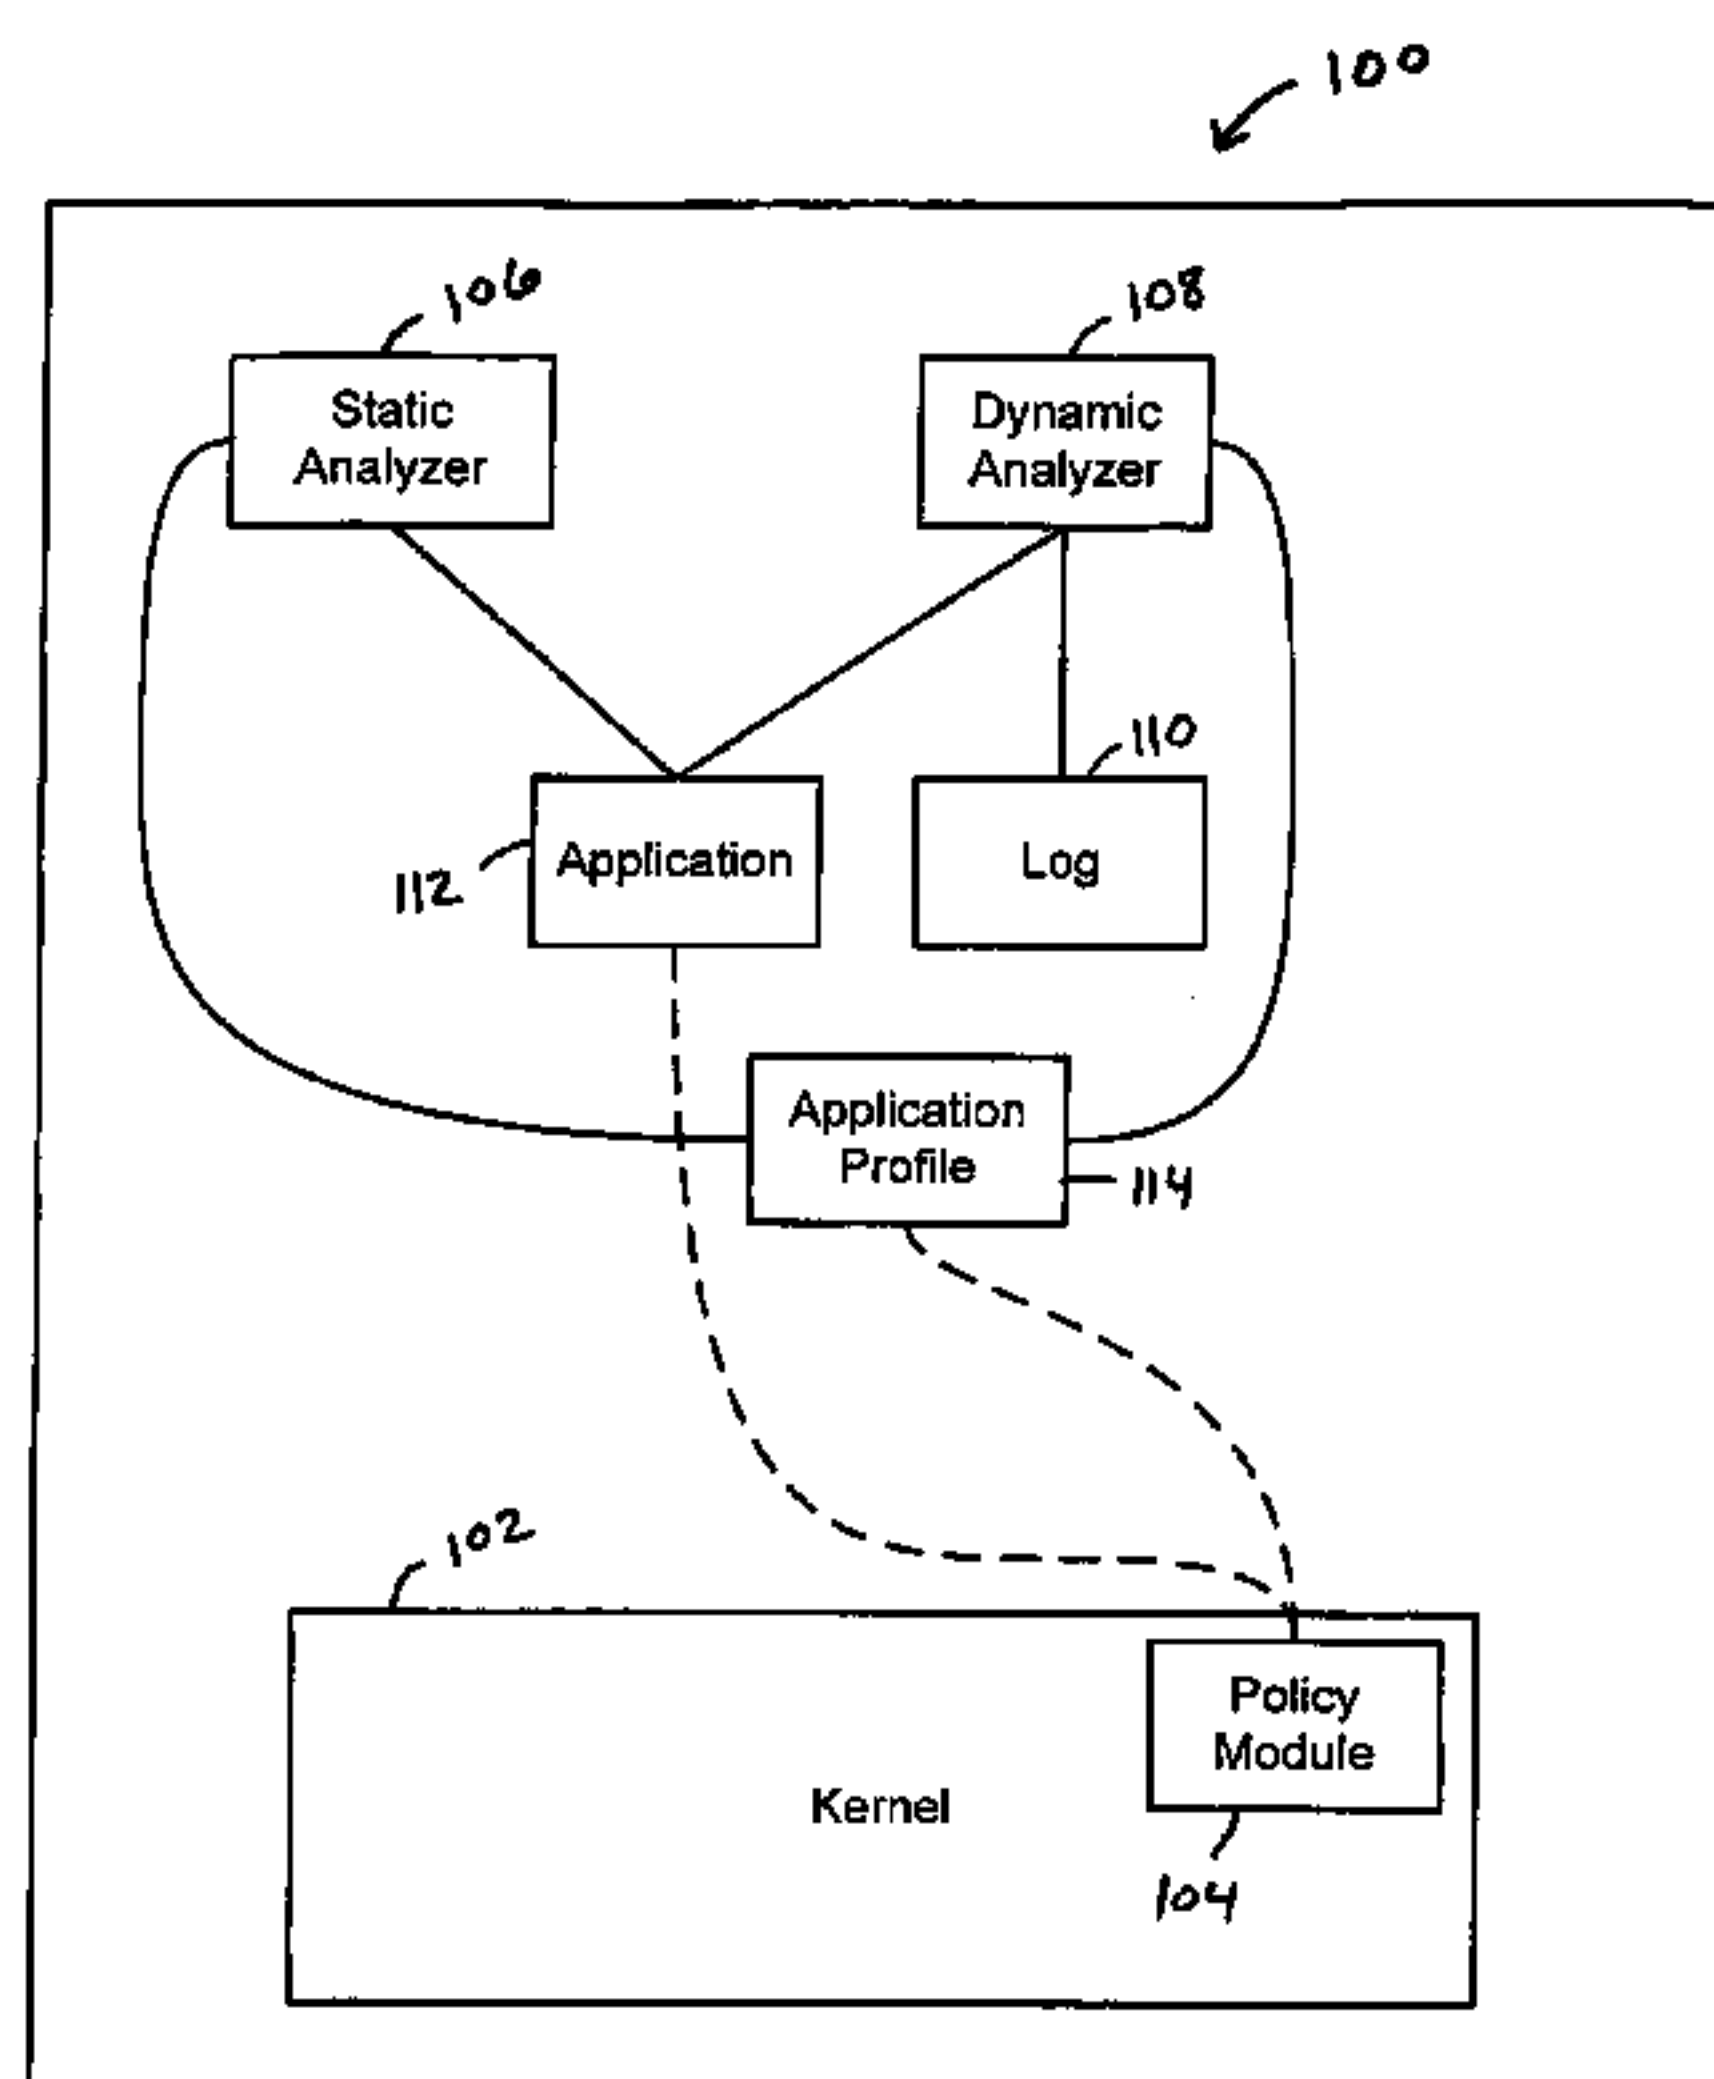 100
106
108
Static
Analyzer
Dynamic
Analyzer
110
112
Application
Log
Application
Profile
114
102
Policy
Module
Kernel
104